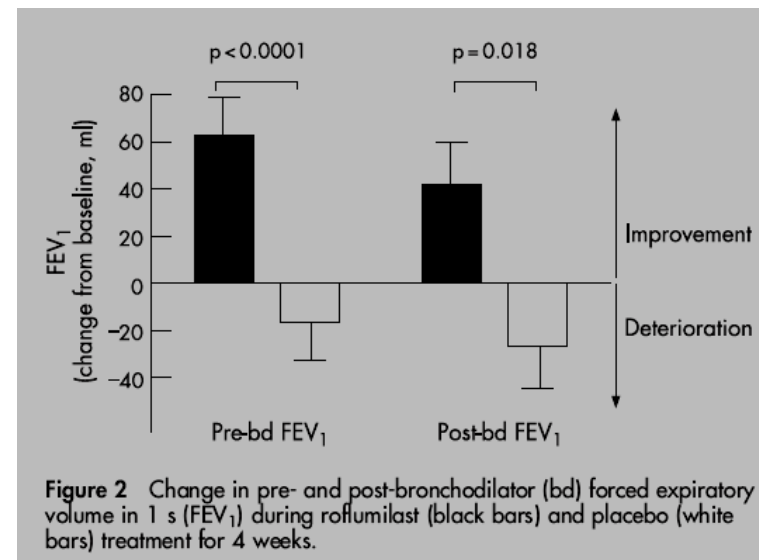 p<0.0001
p=0.018
80
60
40
20
0
−20
−40
FEV₁
(change from baseline, ml)
Improvement
Deterioration
Pre-bd FEV₁
Post-bd FEV₁
Figure 2 Change in pre- and post-bronchodilator (bd) forced expiratory
volume in 1 s (FEV₁) during roflumilast (black bars) and placebo (white
bars) treatment for 4 weeks.